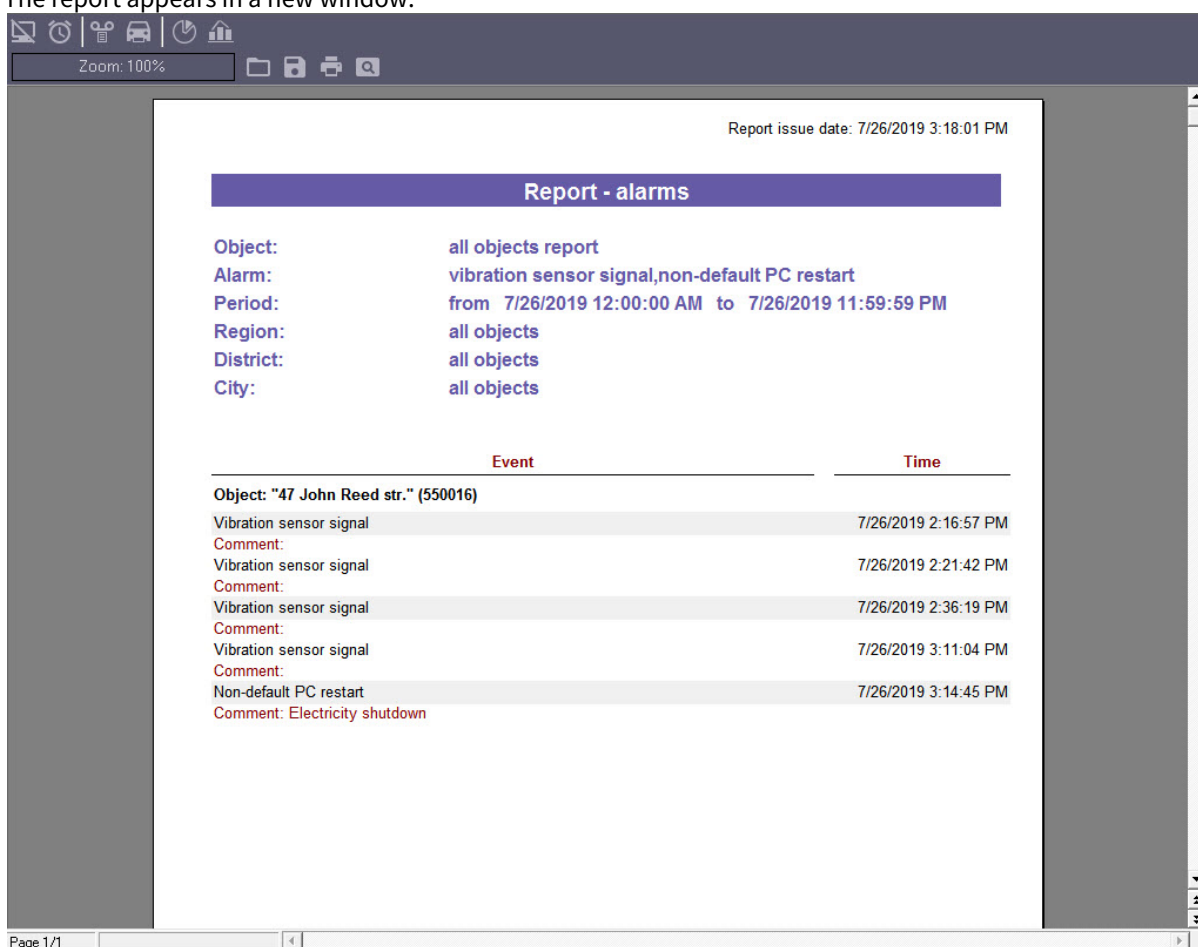 The report appears in a new window.
Zoom: 100%
Report issue date: 7/26/2019 3:18:01 PM
Report - alarms
Object: all objects report
Alarm: vibration sensor signal,non-default PC restart
Period: from 7/26/2019 12:00:00 AM to 7/26/2019 11:59:59 PM
Region: all objects
District: all objects
City: all objects
Event Time
Object: "47 John Reed str." (550016)
Vibration sensor signal 7/26/2019 2:16:57 PM
Comment:
Vibration sensor signal 7/26/2019 2:21:42 PM
Comment:
Vibration sensor signal 7/26/2019 2:36:19 PM
Comment:
Vibration sensor signal 7/26/2019 3:11:04 PM
Comment:
Non-default PC restart 7/26/2019 3:14:45 PM
Comment: Electricity shutdown
Page 1/1